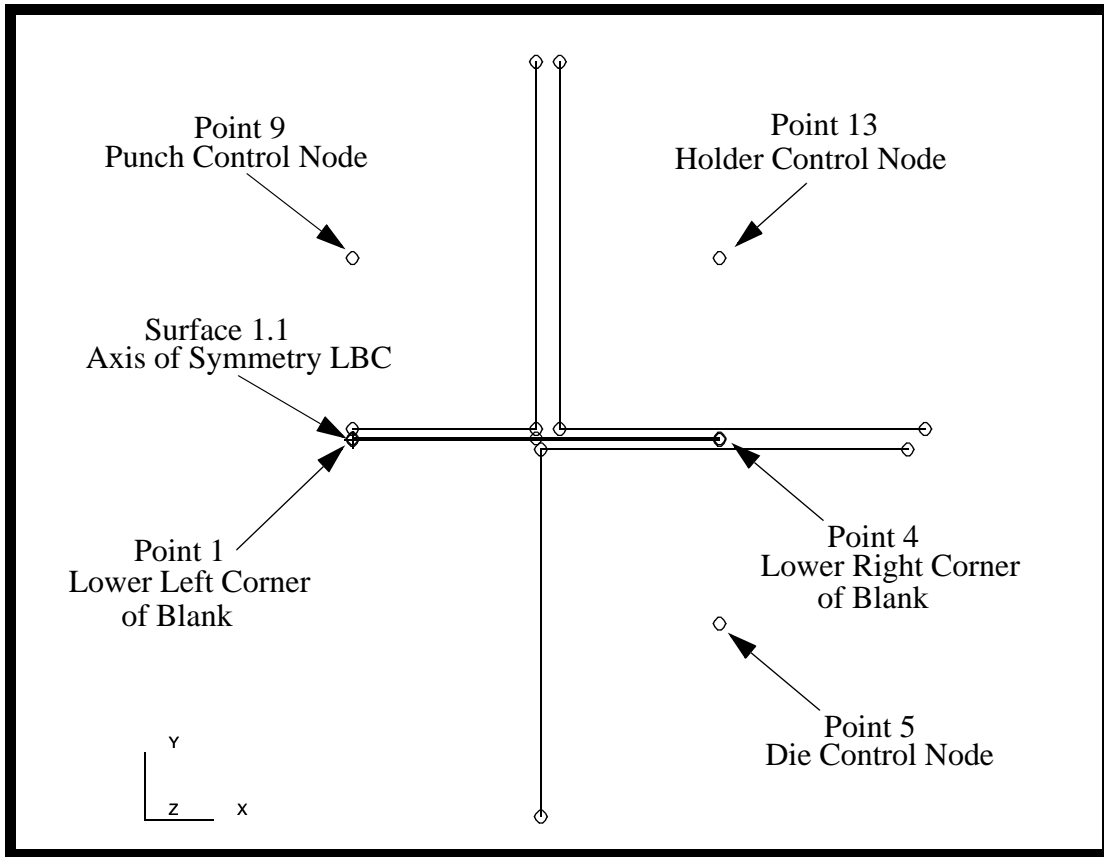 Point 9
Punch Control Node
Point 13
Holder Control Node
Surface 1.1
Axis of Symmetry LBC
Point 1
Lower Left Corner
of Blank
Point 4
Lower Right Corner
of Blank
Point 5
Die Control Node
Y
Z
X